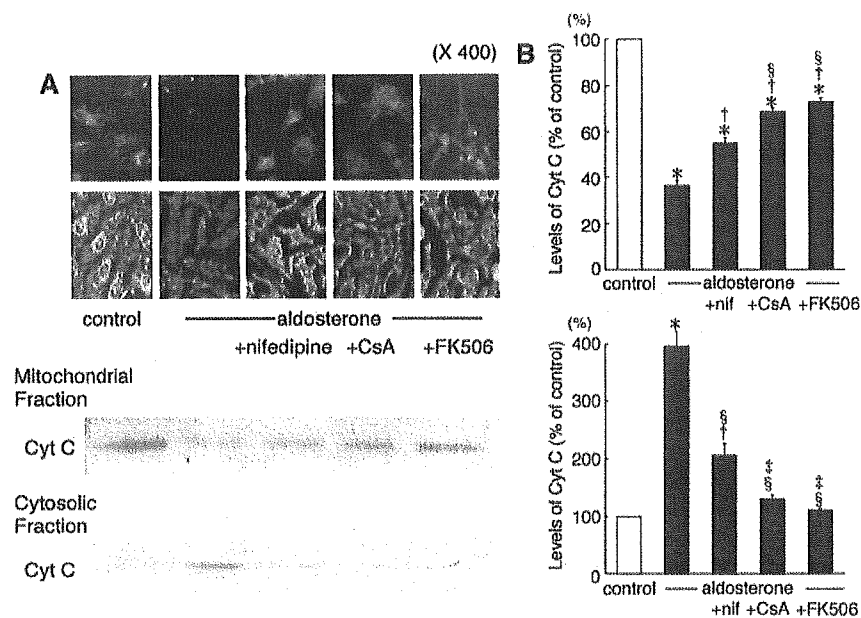 (X 400)
A
control
aldosterone
+nifedipine +CsA +FK506
Mitochondrial
Fraction
Cyt C
Cytosolic
Fraction
Cyt C
B
(%)
Levels of Cyt C (% of control)
100
80
60
40
20
0
*
†
*
§
†
*
§
†
*
control aldosterone
+nif +CsA +FK506
(%)
Levels of Cyt C (% of control)
400
300
200
100
0
*
§
†
‡
§
‡
§
control aldosterone
+nif +CsA +FK506